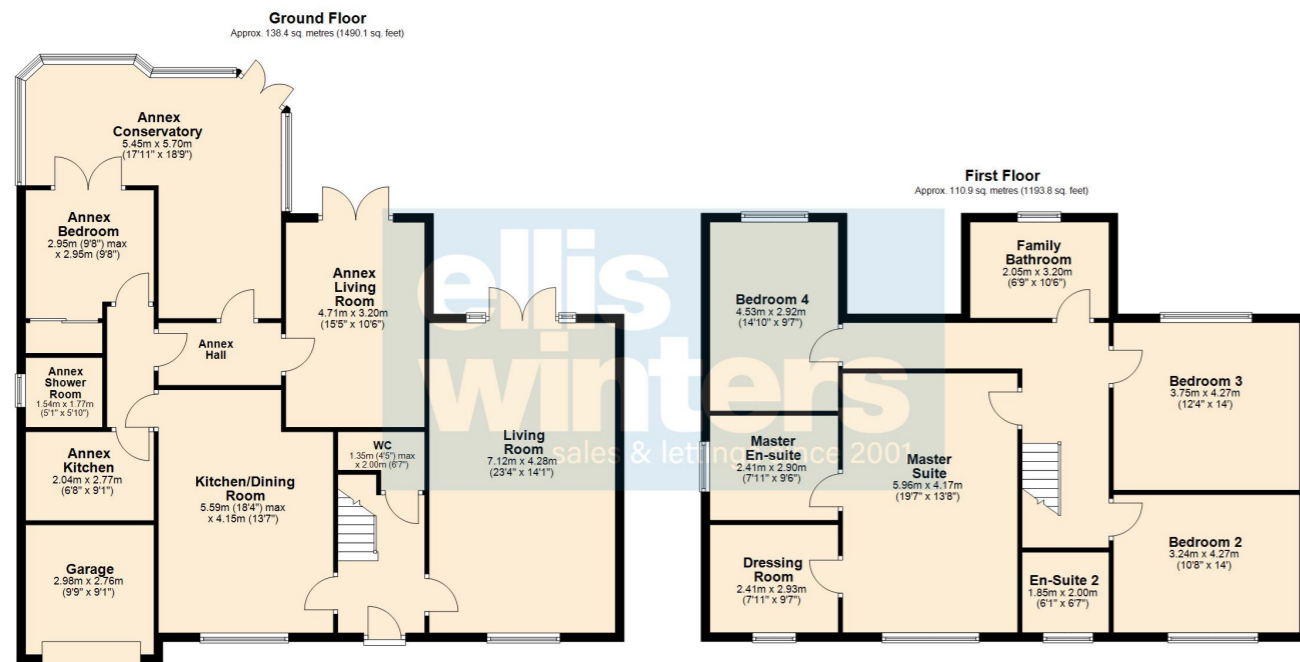 Ground Floor
Approx. 138.4 sq. metres (1490.1 sq. feet)
Annex
Conservatory
5.45m x 5.70m
(17'11" x 18'9")
Annex
Bedroom
2.95m (9'8") max
x 2.95m (9'8")
Annex
Living
Room
4.71m x 3.20m
(15'5" x 10'6")
Annex
Hall
Annex
Shower
Room
1.54m x 1.77m
(5'1" x 5'10")
Annex
Kitchen
2.04m x 2.77m
(6'8" x 9'1")
WC
1.35m (4'5") max
x 2.00m (6'7")
Living
Room
7.12m x 4.28m
(23'4" x 14'1")
Kitchen/Dining
Room
5.59m (18'4") max
x 4.15m (13'7")
Garage
2.98m x 2.76m
(9'9" x 9'1")
First Floor
Approx. 110.9 sq. metres (1193.8 sq. feet)
Family
Bathroom
2.05m x 3.20m
(6'9" x 10'6")
Bedroom 4
4.53m x 2.92m
(14'10" x 9'7")
Bedroom 3
3.75m x 4.27m
(12'4" x 14')
Master
En-suite
2.41m x 2.90m
(7'11" x 9'6")
Master
Suite
5.96m x 4.17m
(19'7" x 13'8")
Bedroom 2
3.24m x 4.27m
(10'8" x 14')
Dressing
Room
2.41m x 2.93m
(7'11" x 9'7")
En-Suite 2
1.85m x 2.00m
(6'1" x 6'7")
ellis
winters
sales & letting since 2001